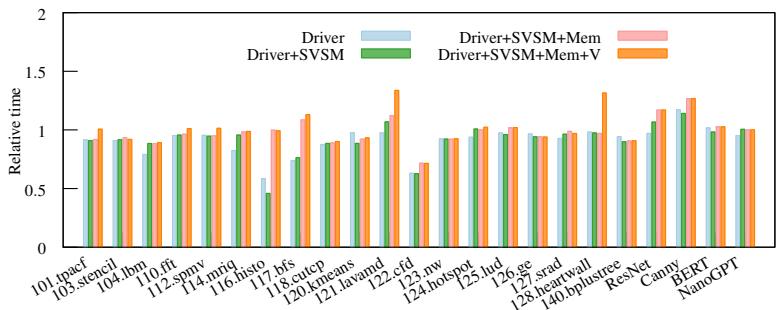 2
1.5
1
0.5
0
Relative time
Driver
Driver+SVSM
Driver+SVSM+Mem
Driver+SVSM+Mem+V
101.tpacf
103.stencil
104.lbm
110.fft
112.spmv
114.mriq
116.histo
117.bfs
118.cutcp
120.kmeans
121.lavamd
122.cfd
123.nw
124.hotspot
125.lud
126.ge
127.srad
128.heartwall
140.bplustree
ResNet
Canny
BERT
NanoGPT